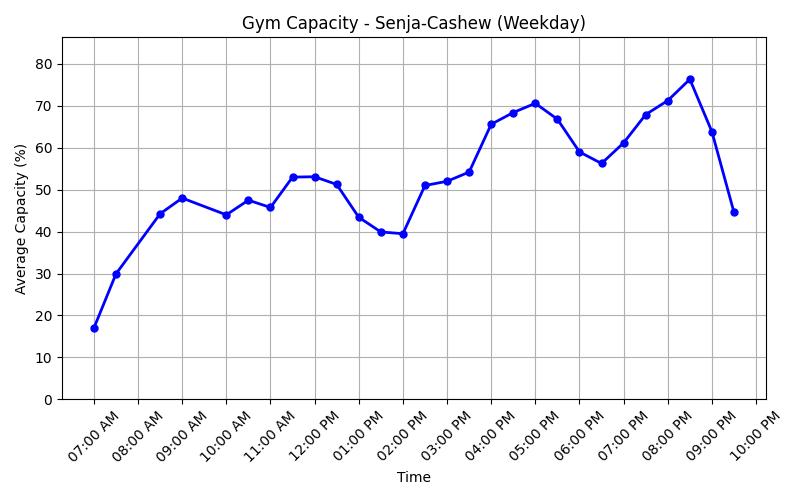 Gym Capacity - Senja-Cashew (Weekday)
Average Capacity (%)
80
70
60
50
40
30
20
10
0
07:00 AM
08:00 AM
09:00 AM
10:00 AM
11:00 AM
12:00 PM
01:00 PM
02:00 PM
03:00 PM
04:00 PM
05:00 PM
06:00 PM
07:00 PM
08:00 PM
09:00 PM
10:00 PM
Time